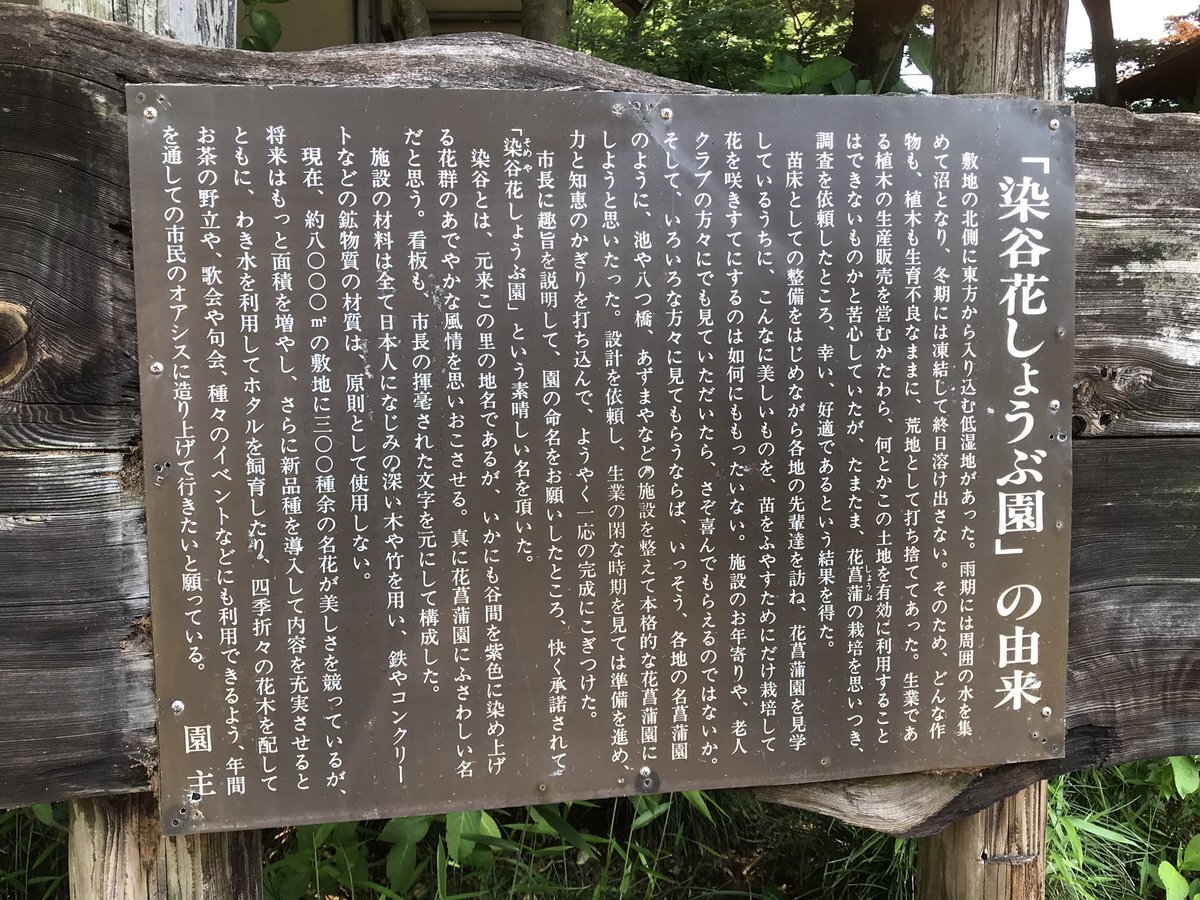 「染谷花しょうぶ園」の由来
敷地の北側に東方から入り込む低湿地があった。雨期には周囲の水を集
めて沼となり、冬期には凍結して終日溶け出さない。そのため、どんな作
物も、植木も生育不良なままに、荒地として打ち捨ててあった。生業であ
る植木の生産販売を営むかたわら、何とかこの土地を有効に利用すること
はできないものかと苦心していたが、たまたま、花菖蒲の栽培を思いつき、
しょうぶ
調査を依頼したところ、幸い、好適であるという結果を得た。
苗床としての整備をはじめながら各地の先輩達を訪ね、花菖蒲園を見学
しているうちに、こんなに美しいものを、苗をふやすためにだけ栽培して
花を咲きすてにするのは如何にももったいない。施設のお年寄りや、老人
クラブの方々にでも見ていただいたら、さぞ喜んでもらえるのではないか。
そして、いろいろな方々に見てもらうならば、いっそう、各地の名菖蒲園
のように、池や八つ橋、あずまやなどの施設を整えて本格的な花菖蒲園に
しようと思いたった。設計を依頼し、生業の閑な時期を見ては準備を進め、
力と知恵のかぎりを打ち込んで、ようやく一応の完成にこぎつけた。
市長に趣旨を説明して、園の命名をお願いしたところ、快く承諾されて
「染谷花しょうぶ園」という素晴しい名を頂いた。
そめや
染谷とは、元来この里の地名であるが、いかにも谷間を紫色に染め上げ
る花群のあでやかな風情を思いおこさせる。真に花菖蒲園にふさわしい名
だと思う。看板も、市長の揮毫された文字を元にして構成した。
施設の材料は全て日本人になじみの深い木や竹を用い、鉄やコンクリー
トなどの鉱物質の材質は、原則として使用しない。
現在、約八〇〇〇㎡の敷地に三〇〇種余の名花が美しさを競っているが、
将来はもっと面積を増やし、さらに新品種を導入して内容を充実させると
ともに、わき水を利用してホタルを飼育したり、四季折々の花木を配して
お茶の野立や、歌会や句会、種々のイベントなどにも利用できるよう、年間
を通しての市民のオアシスに造り上げて行きたいと願っている。
園主